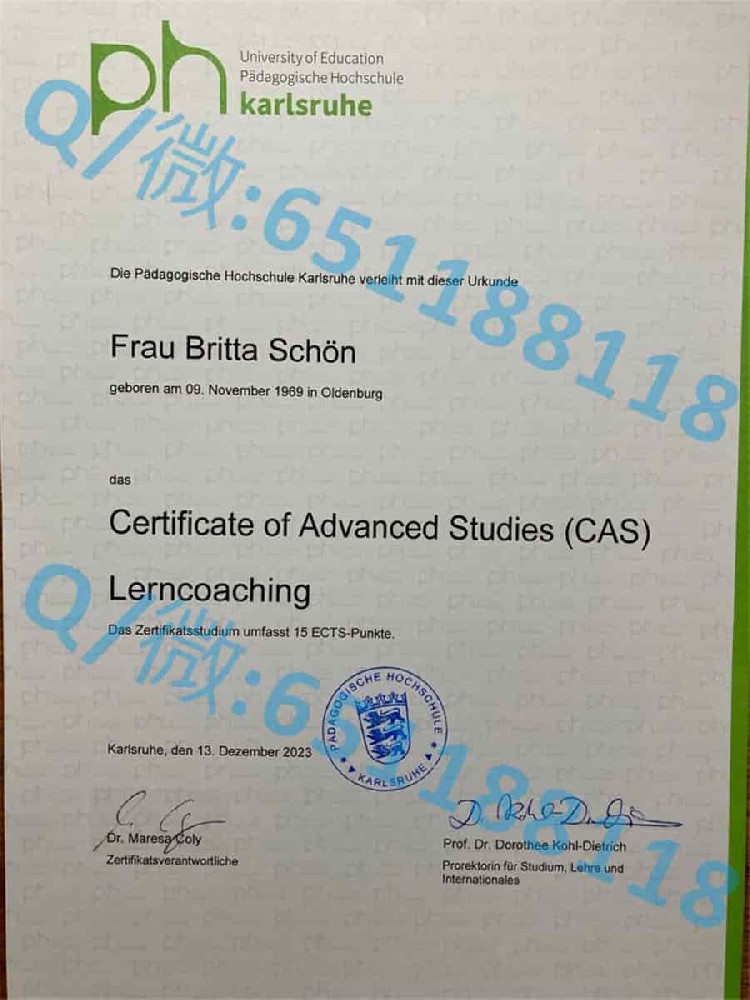 ph
University of Education
Pädagogische Hochschule
karlsruhe
Q/微:651188118
Die Pädagogische Hochschule Karlsruhe verleiht mit dieser Urkunde
Frau Britta Schön
geboren am 09. November 1969 in Oldenburg
das
Certificate of Advanced Studies (CAS)
Lerncoaching
Das Zertifikatsstudium umfasst 15 ECTS-Punkte.
Q/微:651188118
PÄDAGOGISCHE HOCHSCHULE
KARLSRUHE
Karlsruhe, den 13. Dezember 2023
Dr. Maresa Coly
Zertifikatsverantwortliche
Prof. Dr. Dorothee Kohl-Dietrich
Prorektorin für Studium, Lehre und
Internationales